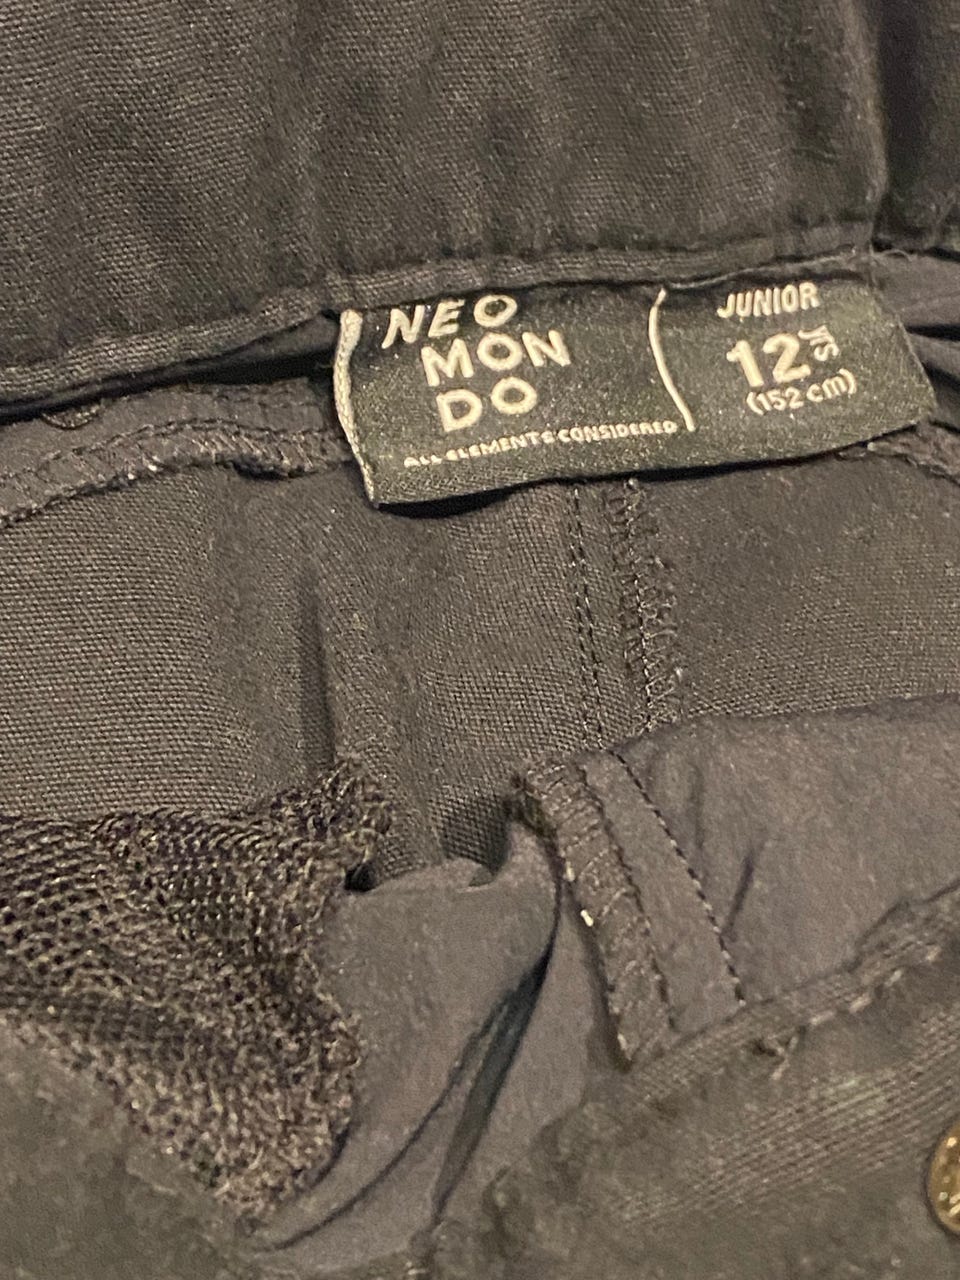 NEO
MON
DO
ALL ELEMENTS CONSIDERED
JUNIOR
12 yrs
(152 cm)